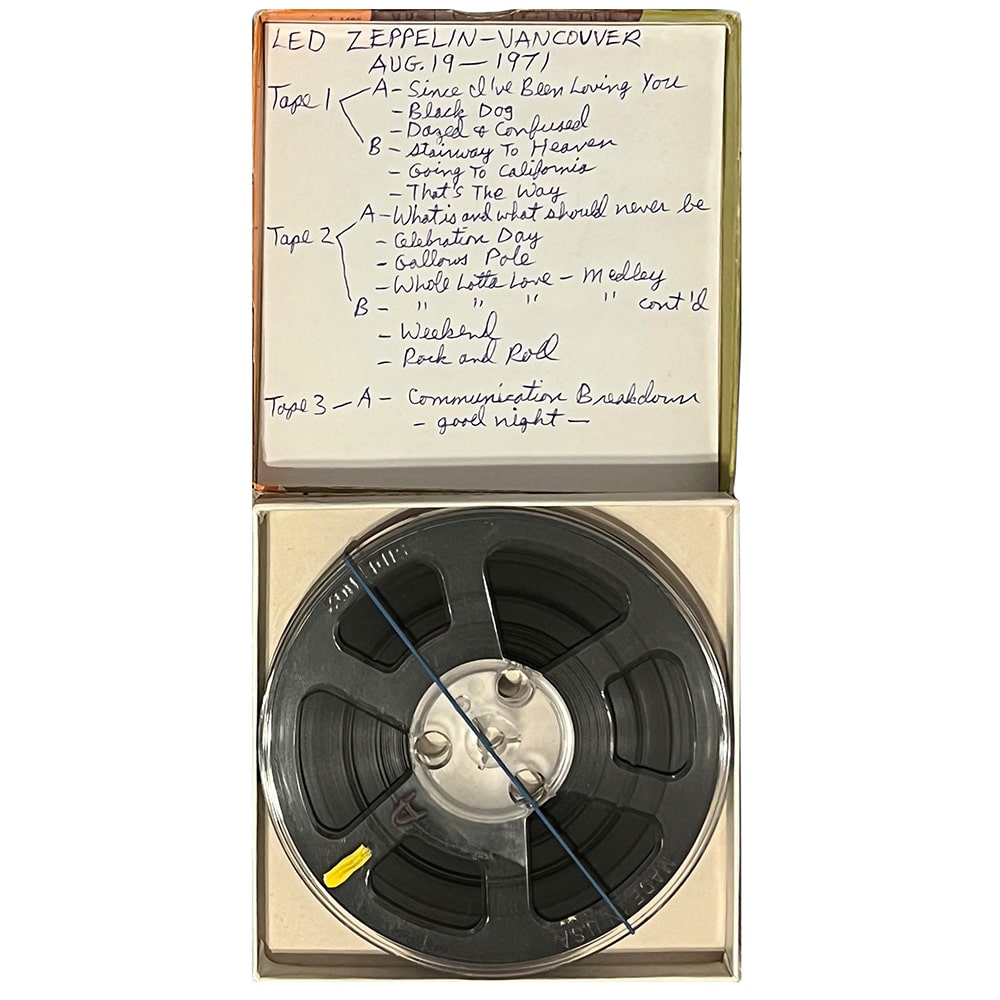 LED ZEPPELIN-VANCOUVER
AUG. 19 - 1971
Tape 1 A - Since I've Been Loving You
- Black Dog
- Dazed & Confused
B - Stairway To Heaven
- Going To California
- That's The Way
A - What is and what should never be
Tape 2
- Celebration Day
- Gallows Pole
- Whole Lotta Love - Medley
B - " " " " cont'd
- Weekend
- Rock and Roll
Tape 3 - A - Communication Breakdown
- good night -
A
MADE USA